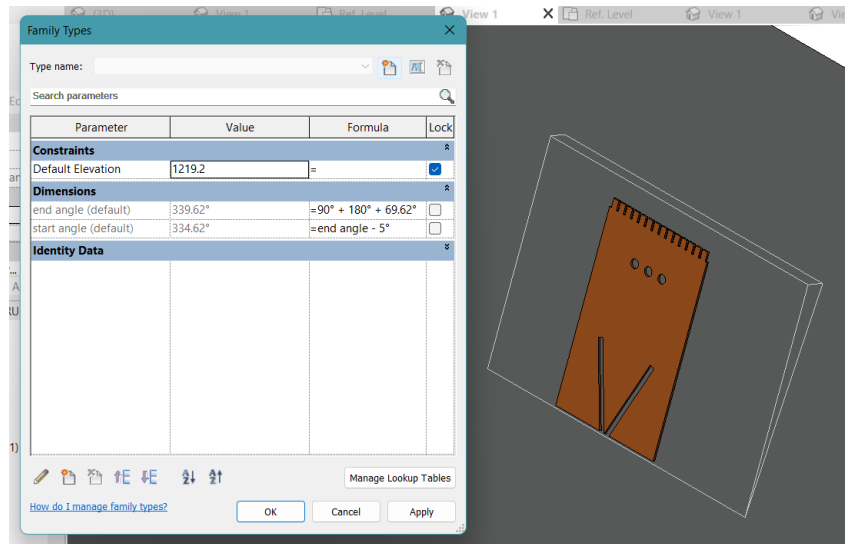 (3D)
View 1
Ref. Level
View 1
X
Ref. Level
View 1
Family Types
Type name:
Search parameters
Parameter Value Formula Lock
Constraints
Default Elevation 1219.2 =
Dimensions
end angle (default) 339.62° =90° + 180° + 69.62°
start angle (default) 334.62° =end angle - 5°
Identity Data
1)
Manage Lookup Tables
How do I manage family types?
OK Cancel Apply